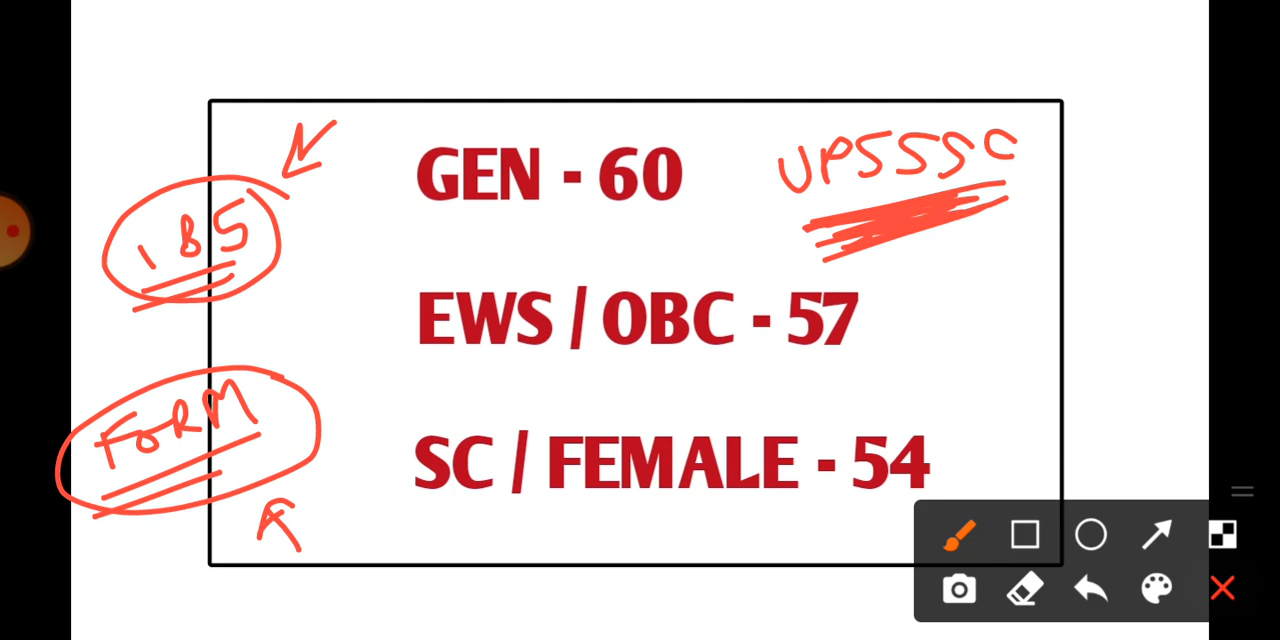 GEN - 60
UPSSSC
185
EWS / OBC - 57
FORM
SC / FEMALE - 54